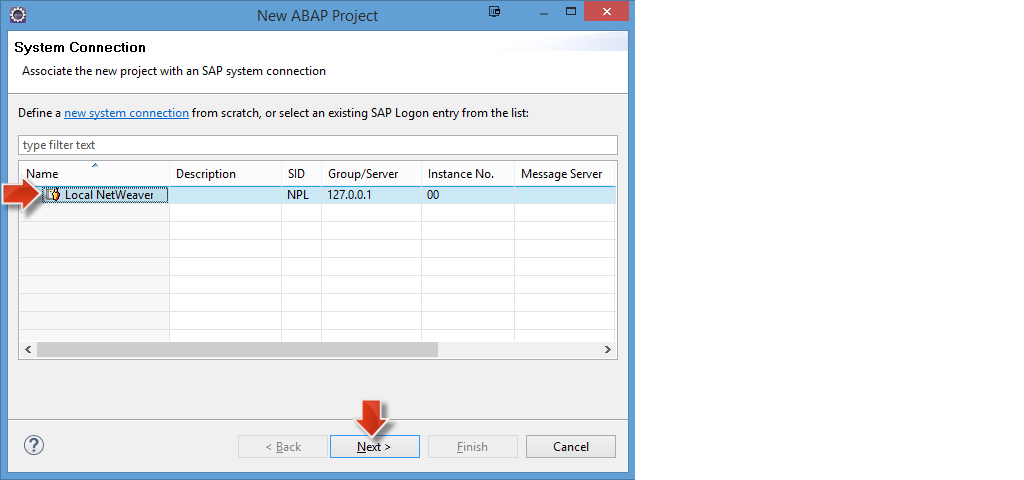 New ABAP Project
System Connection
Associate the new project with an SAP system connection
Define a new system connection from scratch, or select an existing SAP Logon entry from the list:
type filter text
Name Description SID Group/Server Instance No. Message Server
Local NetWeaver NPL 127.0.0.1 00
? < Back Next > Finish Cancel